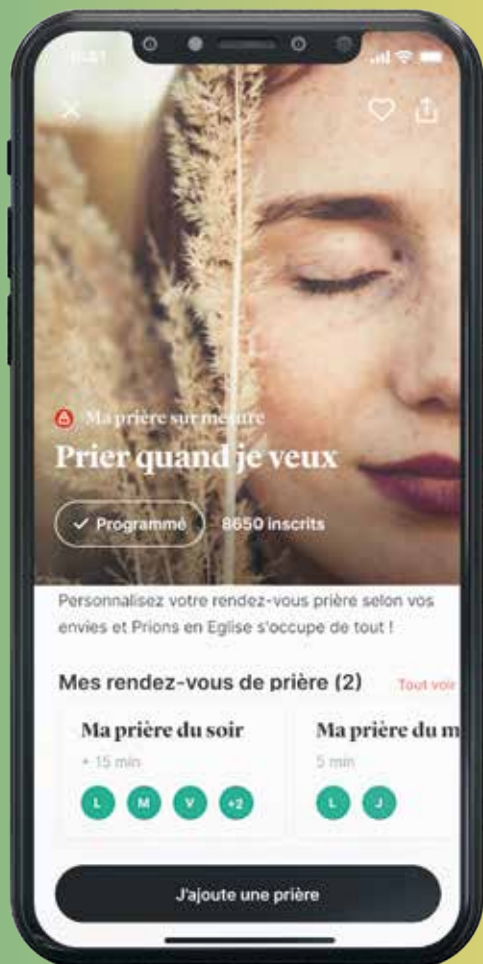 Ma prière sur mesure
Prier quand je veux
✓ Programmé
8650 inscrits
Personnalisez votre rendez-vous prière selon vos
envies et Prions en Eglise s'occupe de tout !
Mes rendez-vous de prière (2)
Tout voir
Ma prière du soir
+ 15 min
L M V +2
Ma prière du m
5 min
L J
J'ajoute une prière